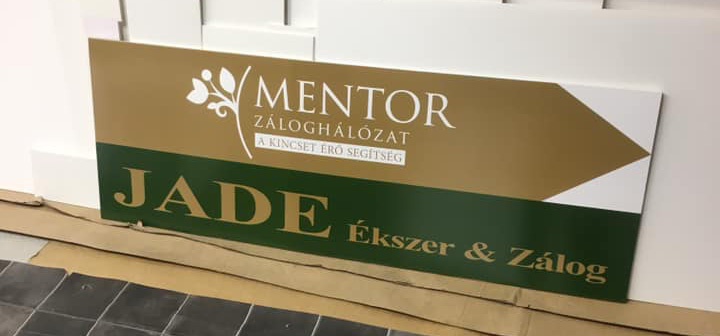 MENTOR
ZÁLOGHÁLÓZAT
A KINCSET ÉRŐ SEGÍTSÉG
JADE Ékszer & Zálog